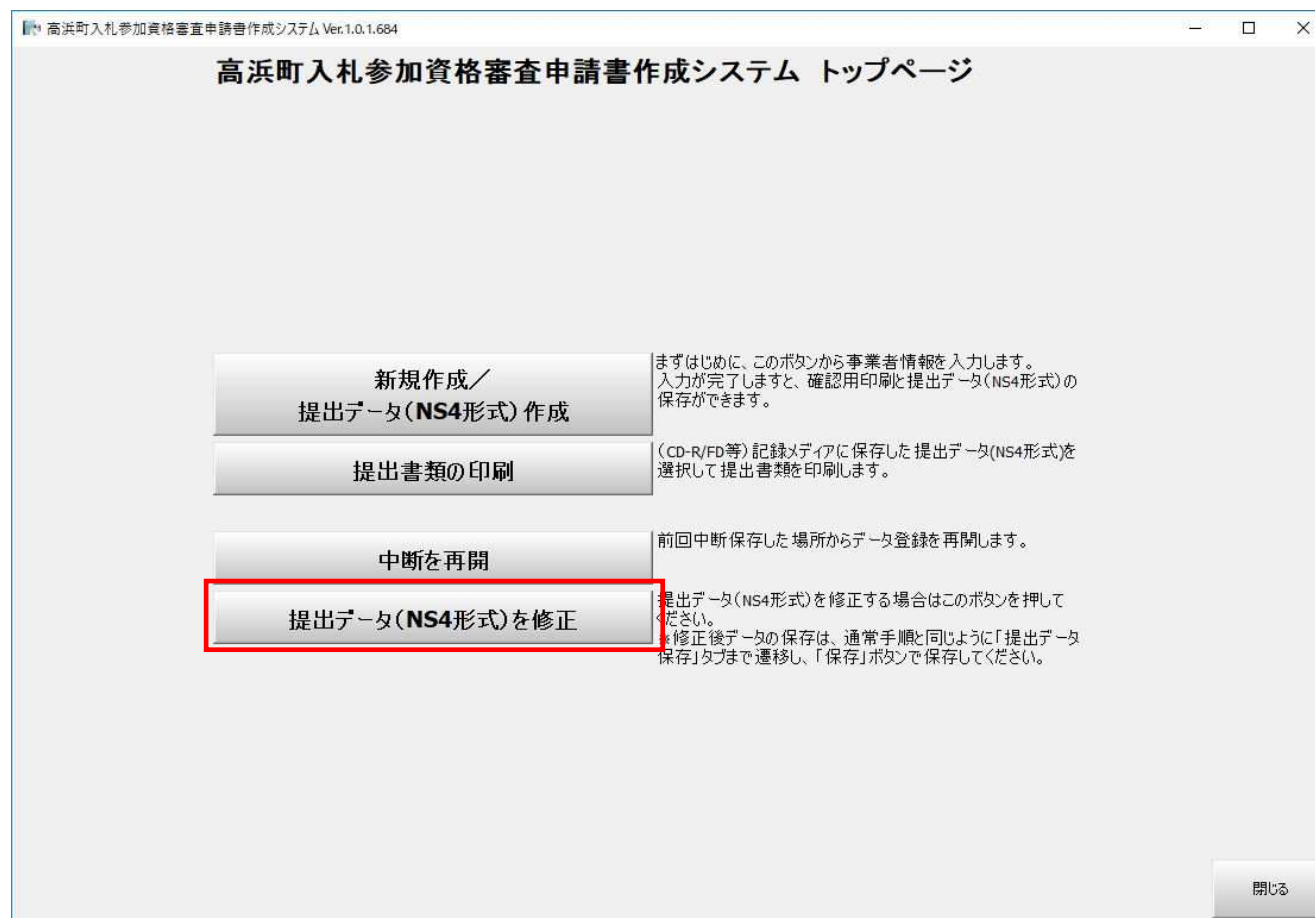 高浜町入札参加資格審査申請書作成システム Ver.1.0.1.684
高浜町入札参加資格審査申請書作成システム トップページ
新規作成／
提出データ（NS4形式）作成
まずはじめに、このボタンから事業者情報を入力します。
入力が完了しますと、確認用印刷と提出データ（NS4形式）の
保存ができます。
提出書類の印刷
（CD-R/FD等）記録メディアに保存した提出データ(NS4形式)を
選択して提出書類を印刷します。
中断を再開
前回中断保存した場所からデータ登録を再開します。
提出データ（NS4形式）を修正
提出データ（NS4形式）を修正する場合はこのボタンを押して
ください。
※修正後データの保存は、通常手順と同じように「提出データ
保存」タブまで遷移し、「保存」ボタンで保存してください。
閉じる